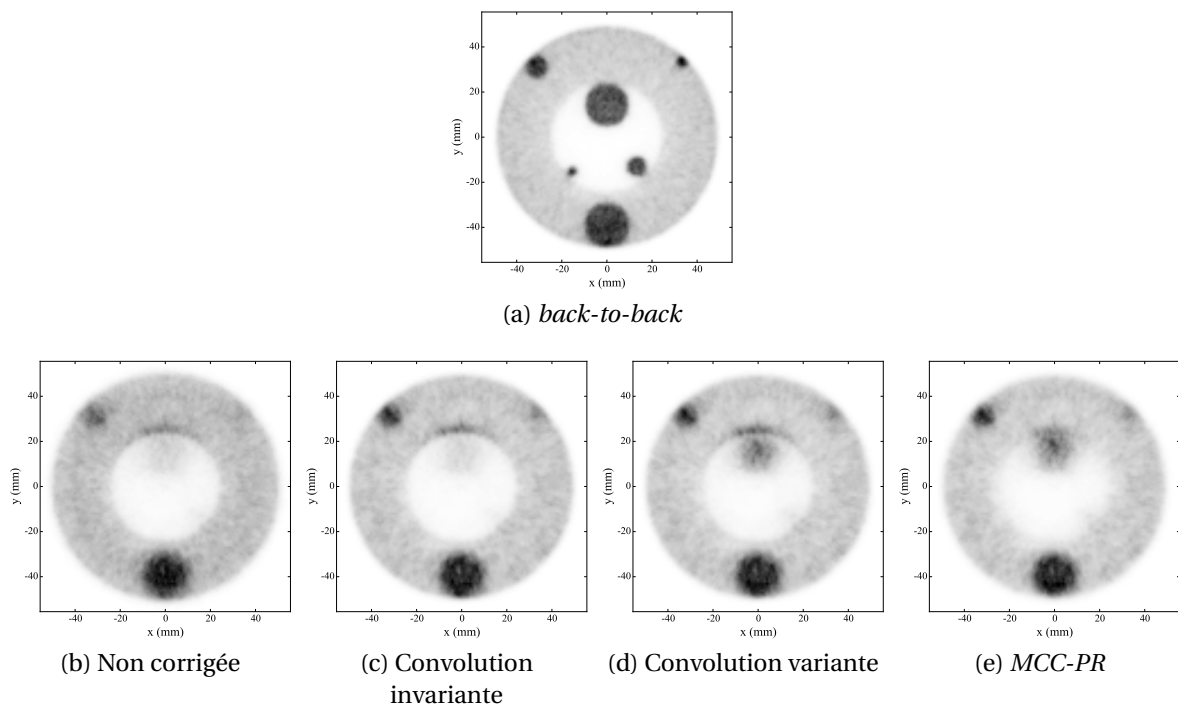 40
20
y (mm)
0
-20
-40
-40 -20 0 20 40
x (mm)
(a) back-to-back
40 40 40 40
20 20 20 20
y (mm) y (mm) y (mm) y (mm)
0 0 0 0
-20 -20 -20 -20
-40 -40 -40 -40
-40 -20 0 20 40 -40 -20 0 20 40 -40 -20 0 20 40 -40 -20 0 20 40
x (mm) x (mm) x (mm) x (mm)
(b) Non corrigée (c) Convolution (d) Convolution variante (e) MCC-PR
invariante